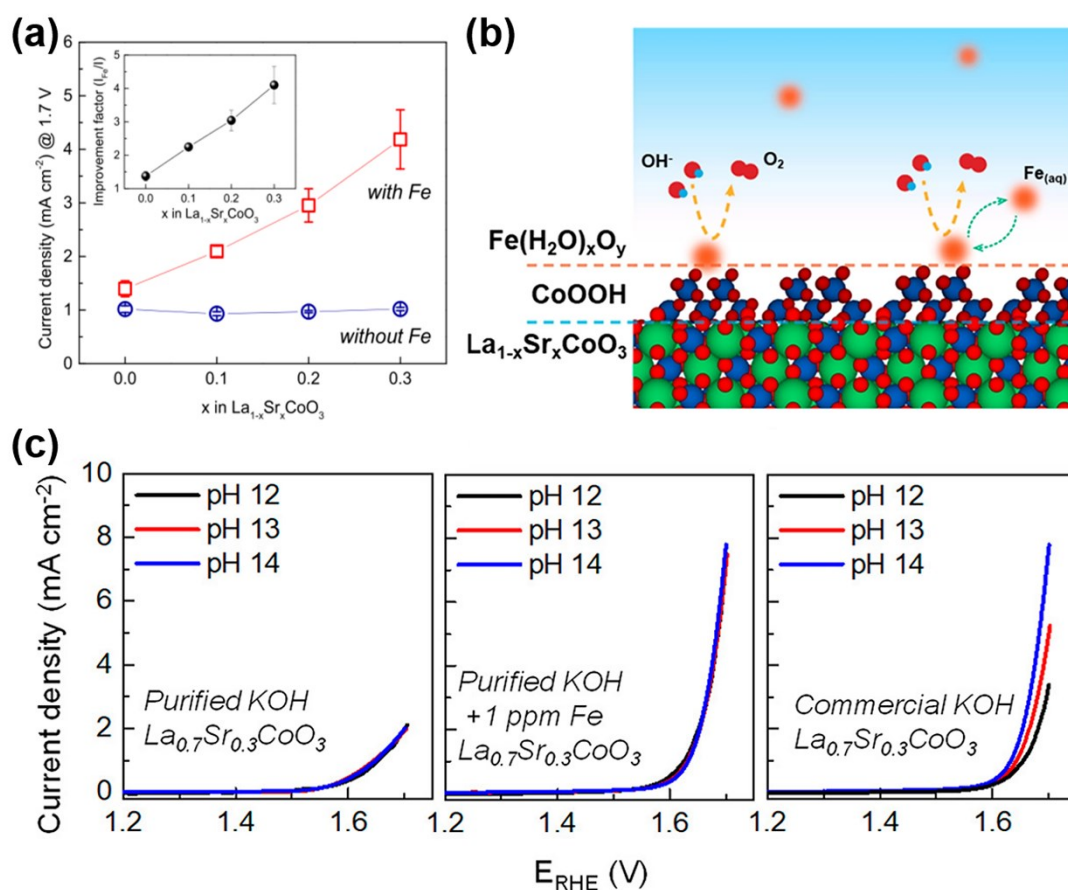 (a)
6
5
4
3
2
1
0
Current density (mA cm⁻²) @ 1.7 V
5
4
3
2
1
Improvement factor (I_Fe/I)
0.0 0.1 0.2 0.3
x in La₁₋ₓSrₓCoO₃
with Fe
without Fe
0.0 0.1 0.2 0.3
x in La₁₋ₓSrₓCoO₃
(b)
OH⁻
O₂
Fe₍aq₎
Fe(H₂O)ₓOᵧ
CoOOH
La₁₋ₓSrₓCoO₃
(c)
Current density (mA cm⁻²)
10
8
6
4
2
0
pH 12
pH 13
pH 14
Purified KOH
La₀.₇Sr₀.₃CoO₃
1.2 1.4 1.6
pH 12
pH 13
pH 14
Purified KOH
+1 ppm Fe
La₀.₇Sr₀.₃CoO₃
1.2 1.4 1.6
pH 12
pH 13
pH 14
Commercial KOH
La₀.₇Sr₀.₃CoO₃
1.2 1.4 1.6
E_RHE (V)